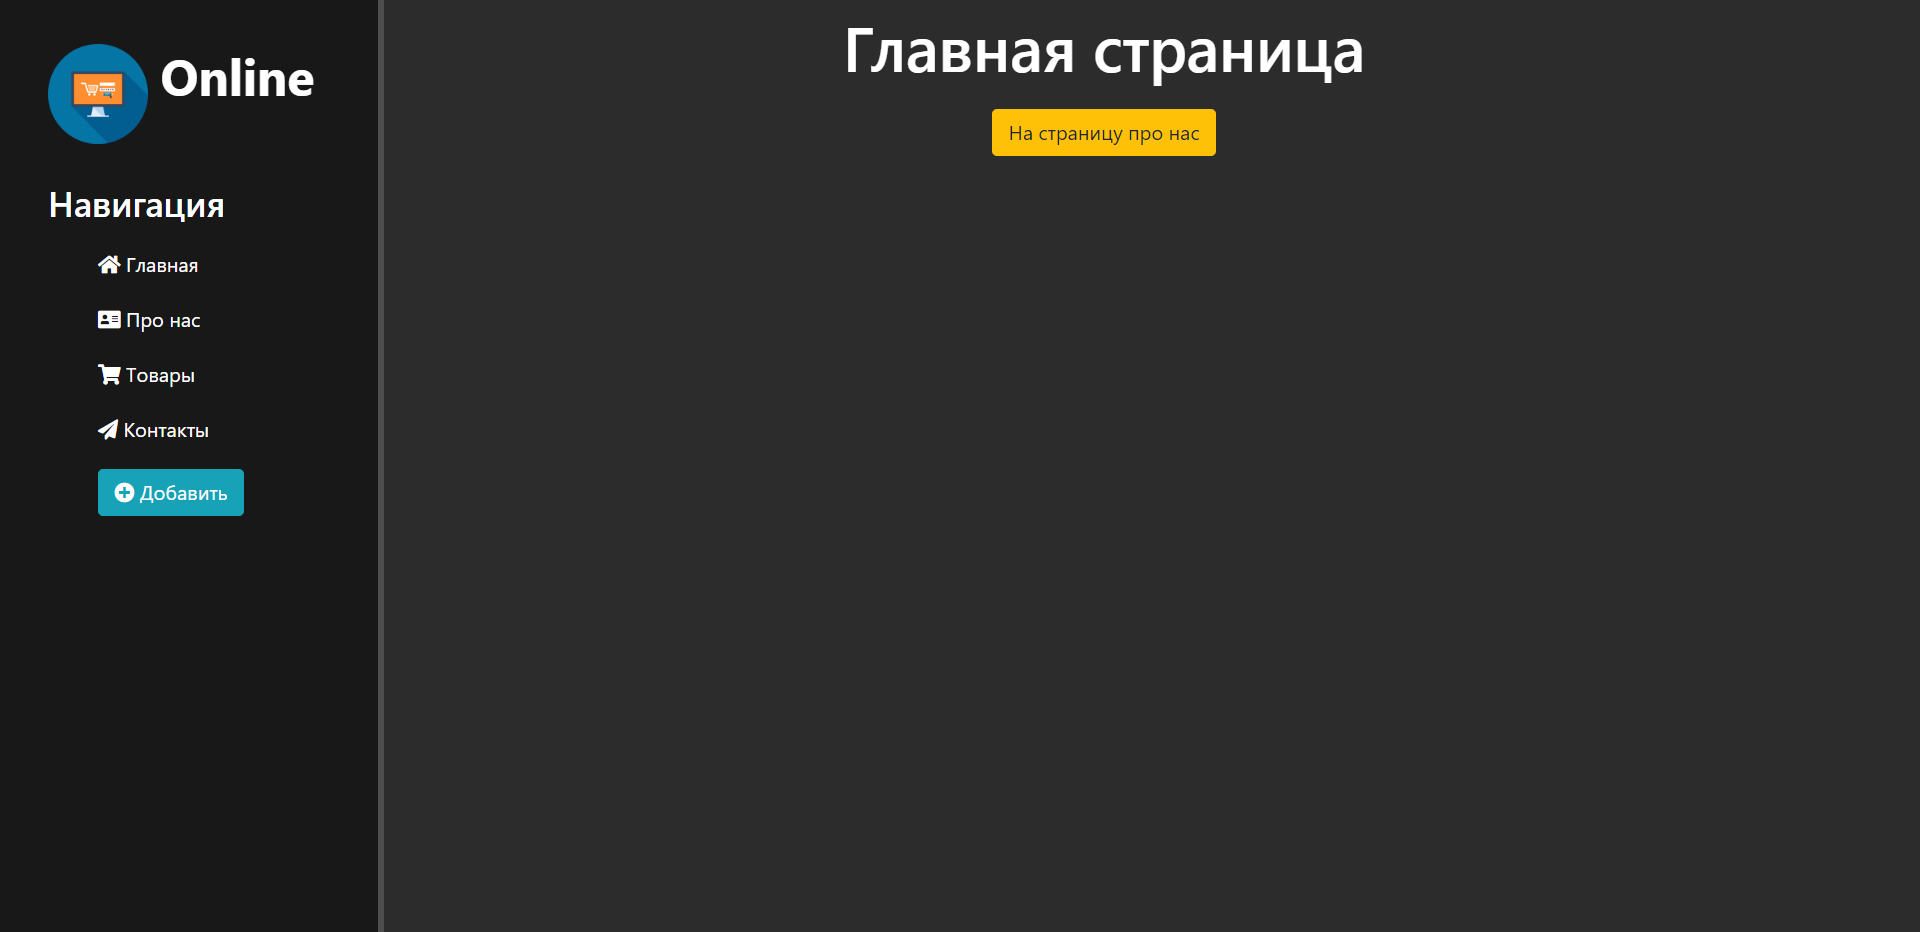 Online
Навигация
Главная
Про нас
Товары
Контакты
Добавить
Главная страница
На страницу про нас